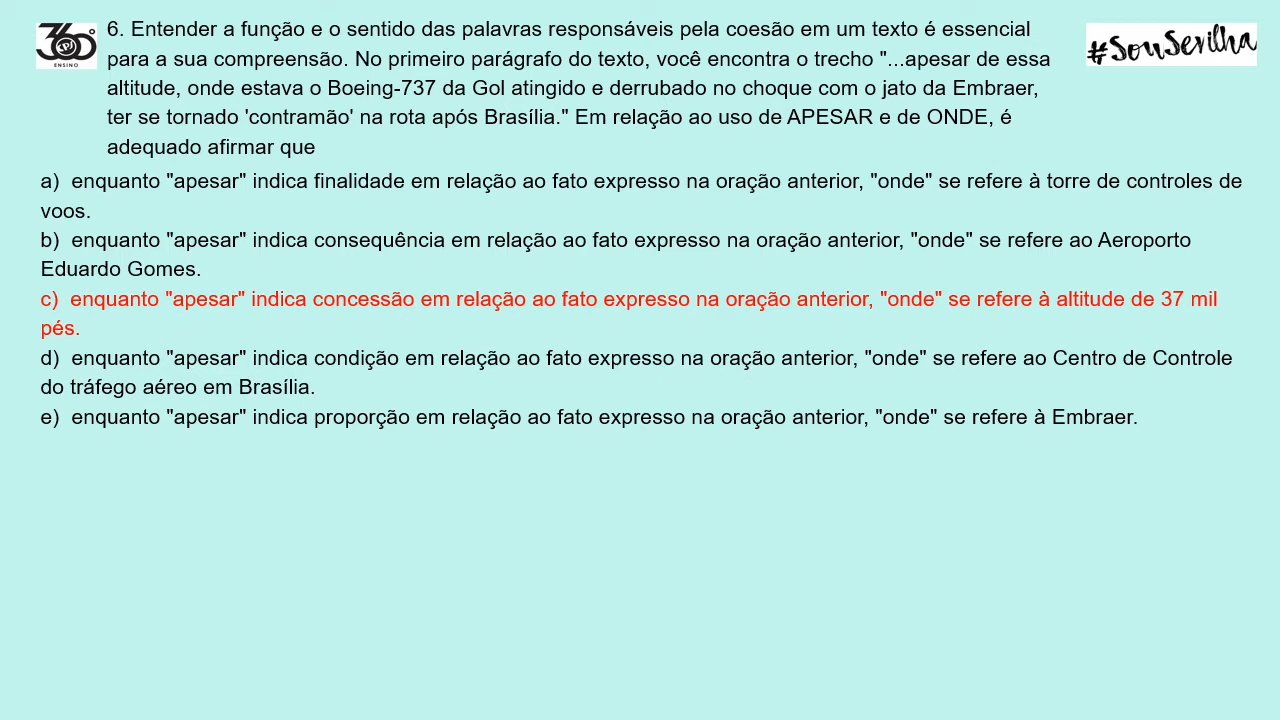 360°
ENSINO
#SouSevilha
6. Entender a função e o sentido das palavras responsáveis pela coesão em um texto é essencial
para a sua compreensão. No primeiro parágrafo do texto, você encontra o trecho "...apesar de essa
altitude, onde estava o Boeing-737 da Gol atingido e derrubado no choque com o jato da Embraer,
ter se tornado 'contramão' na rota após Brasília." Em relação ao uso de APESAR e de ONDE, é
adequado afirmar que
a) enquanto "apesar" indica finalidade em relação ao fato expresso na oração anterior, "onde" se refere à torre de controles de
voos.
b) enquanto "apesar" indica consequência em relação ao fato expresso na oração anterior, "onde" se refere ao Aeroporto
Eduardo Gomes.
c) enquanto "apesar" indica concessão em relação ao fato expresso na oração anterior, "onde" se refere à altitude de 37 mil
pés.
d) enquanto "apesar" indica condição em relação ao fato expresso na oração anterior, "onde" se refere ao Centro de Controle
do tráfego aéreo em Brasília.
e) enquanto "apesar" indica proporção em relação ao fato expresso na oração anterior, "onde" se refere à Embraer.